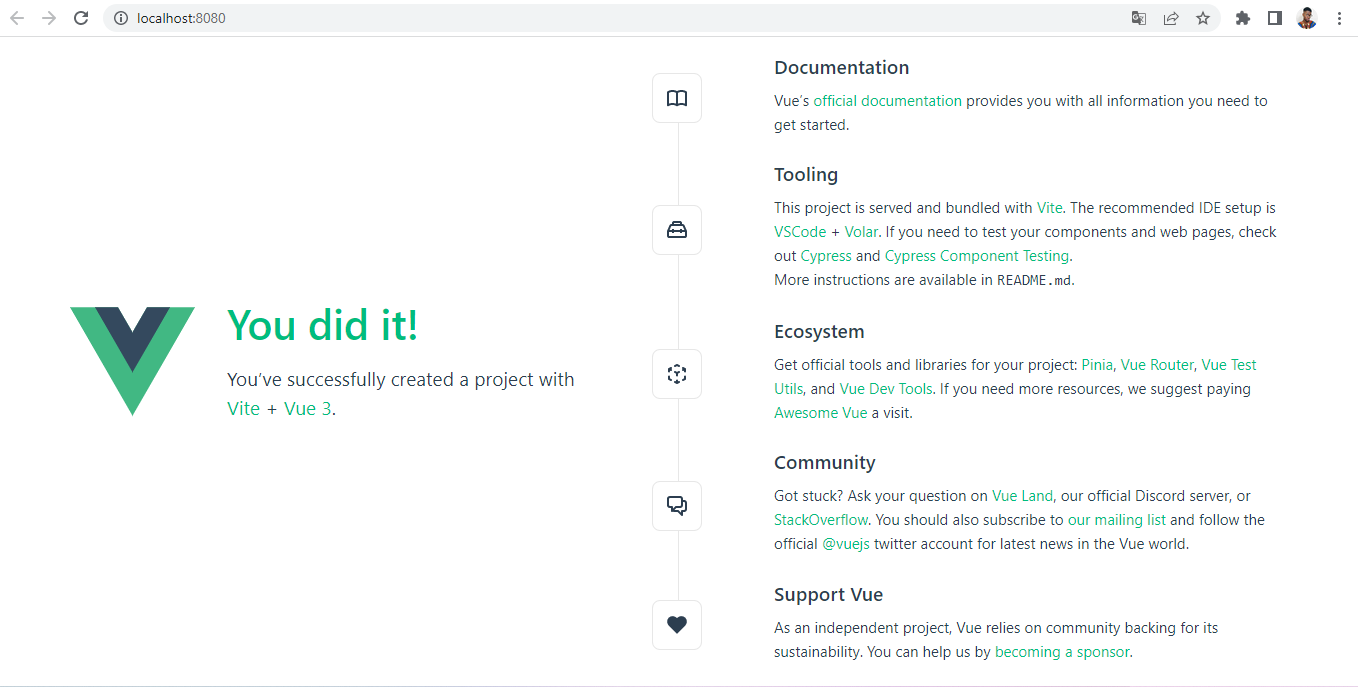 localhost:8080
You did it!
You’ve successfully created a project with
Vite + Vue 3.
Documentation
Vue’s official documentation provides you with all information you need to
get started.
Tooling
This project is served and bundled with Vite. The recommended IDE setup is
VSCode + Volar. If you need to test your components and web pages, check
out Cypress and Cypress Component Testing.
More instructions are available in README.md.
Ecosystem
Get official tools and libraries for your project: Pinia, Vue Router, Vue Test
Utils, and Vue Dev Tools. If you need more resources, we suggest paying
Awesome Vue a visit.
Community
Got stuck? Ask your question on Vue Land, our official Discord server, or
StackOverflow. You should also subscribe to our mailing list and follow the
official @vuejs twitter account for latest news in the Vue world.
Support Vue
As an independent project, Vue relies on community backing for its
sustainability. You can help us by becoming a sponsor.